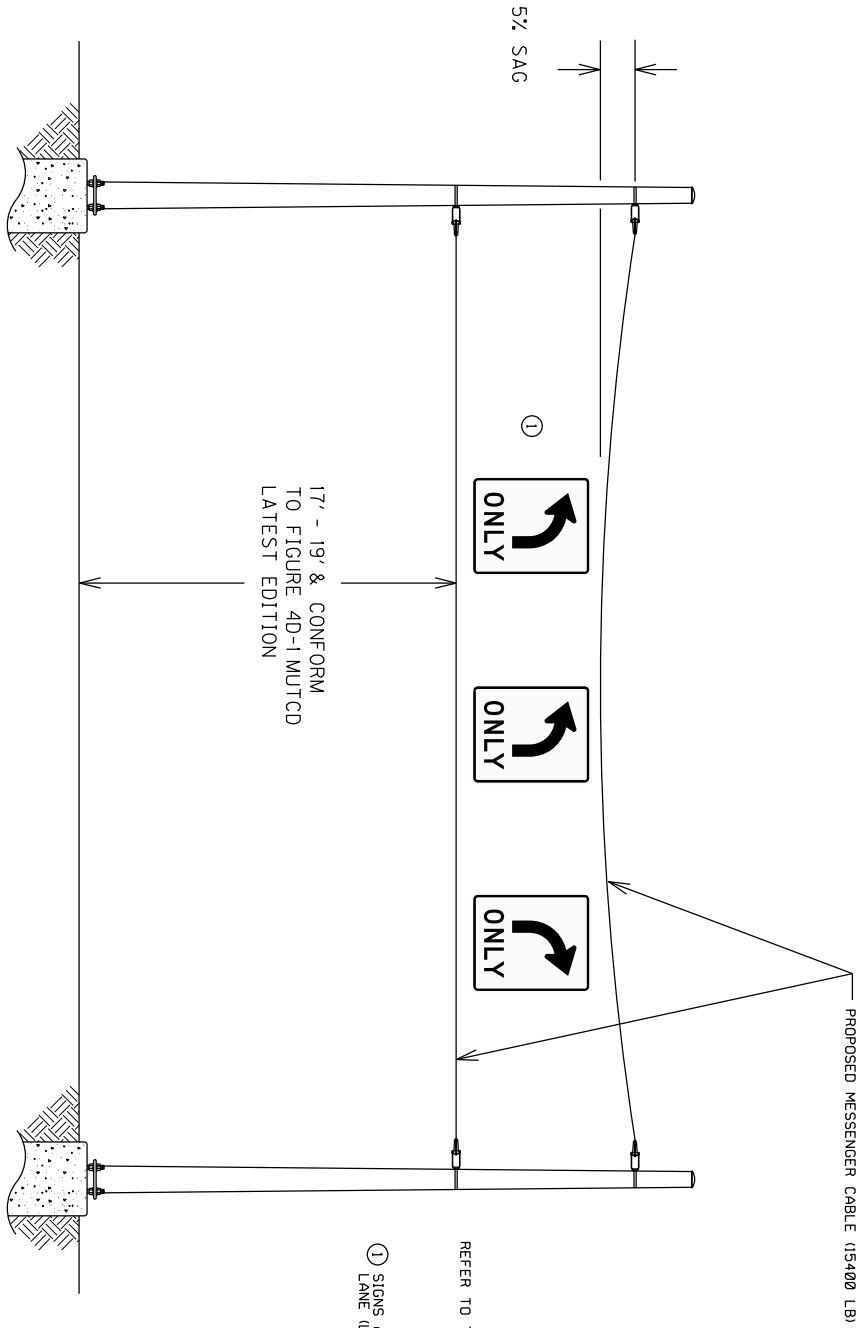 PROPOSED MESSENGER CABLE (15400 LB)
5% SAG
①
ONLY
ONLY
ONLY
17' - 19' & CONFORM
TO FIGURE 4D-1 MUTCD
LATEST EDITION
REFER TO
① SIGNS
LANE